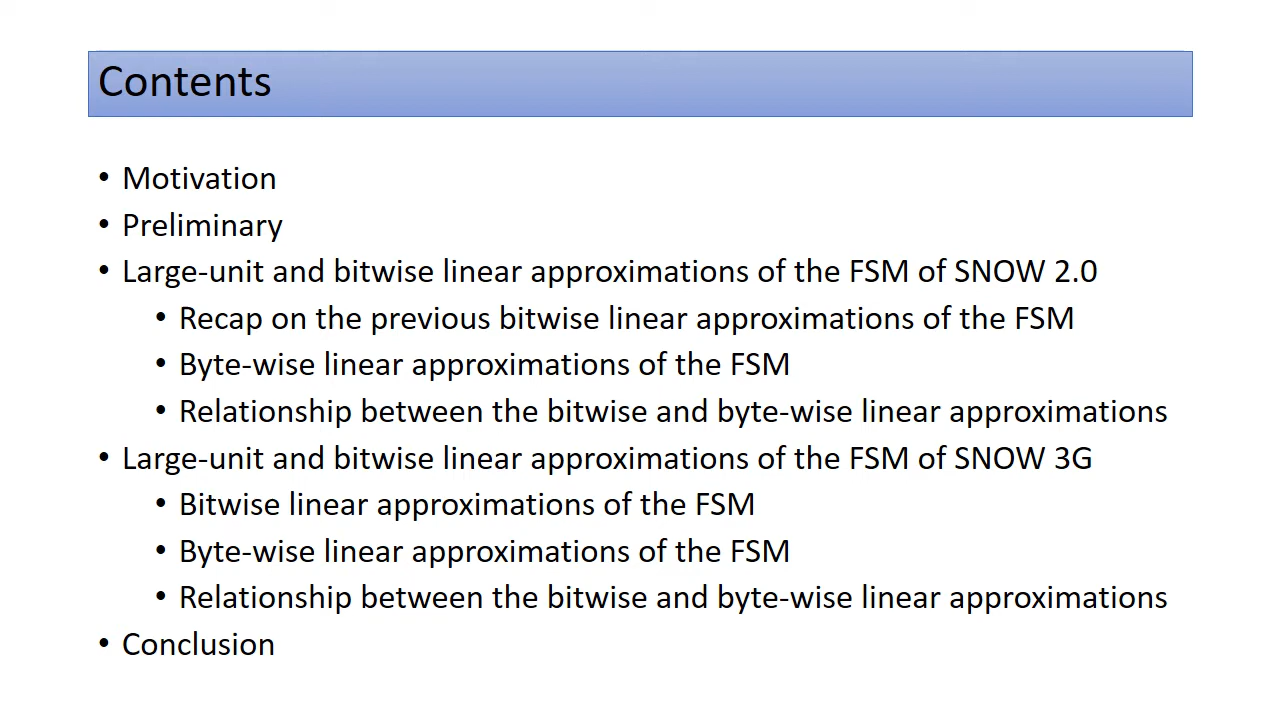 Contents
• Motivation
• Preliminary
• Large-unit and bitwise linear approximations of the FSM of SNOW 2.0
• Recap on the previous bitwise linear approximations of the FSM
• Byte-wise linear approximations of the FSM
• Relationship between the bitwise and byte-wise linear approximations
• Large-unit and bitwise linear approximations of the FSM of SNOW 3G
• Bitwise linear approximations of the FSM
• Byte-wise linear approximations of the FSM
• Relationship between the bitwise and byte-wise linear approximations
• Conclusion